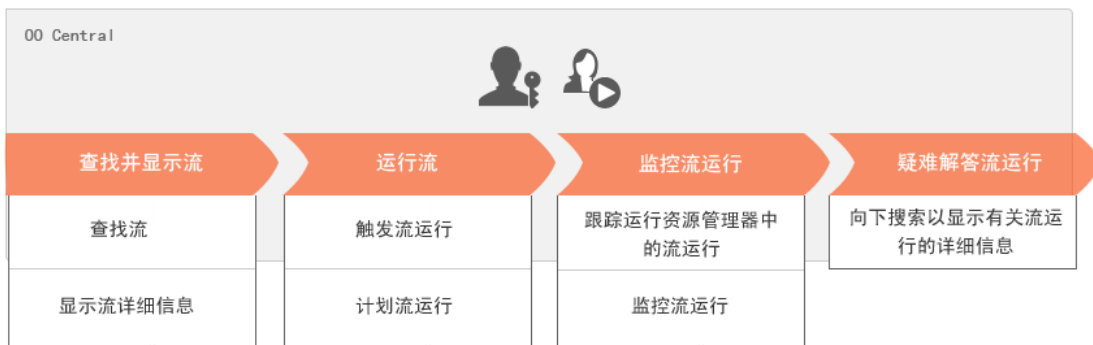 OO Central
查找并显示流
运行流
监控流运行
疑难解答流运行
查找流
触发流运行
跟踪运行资源管理器中
的流运行
向下搜索以显示有关流运
行的详细信息
显示流详细信息
计划流运行
监控流运行